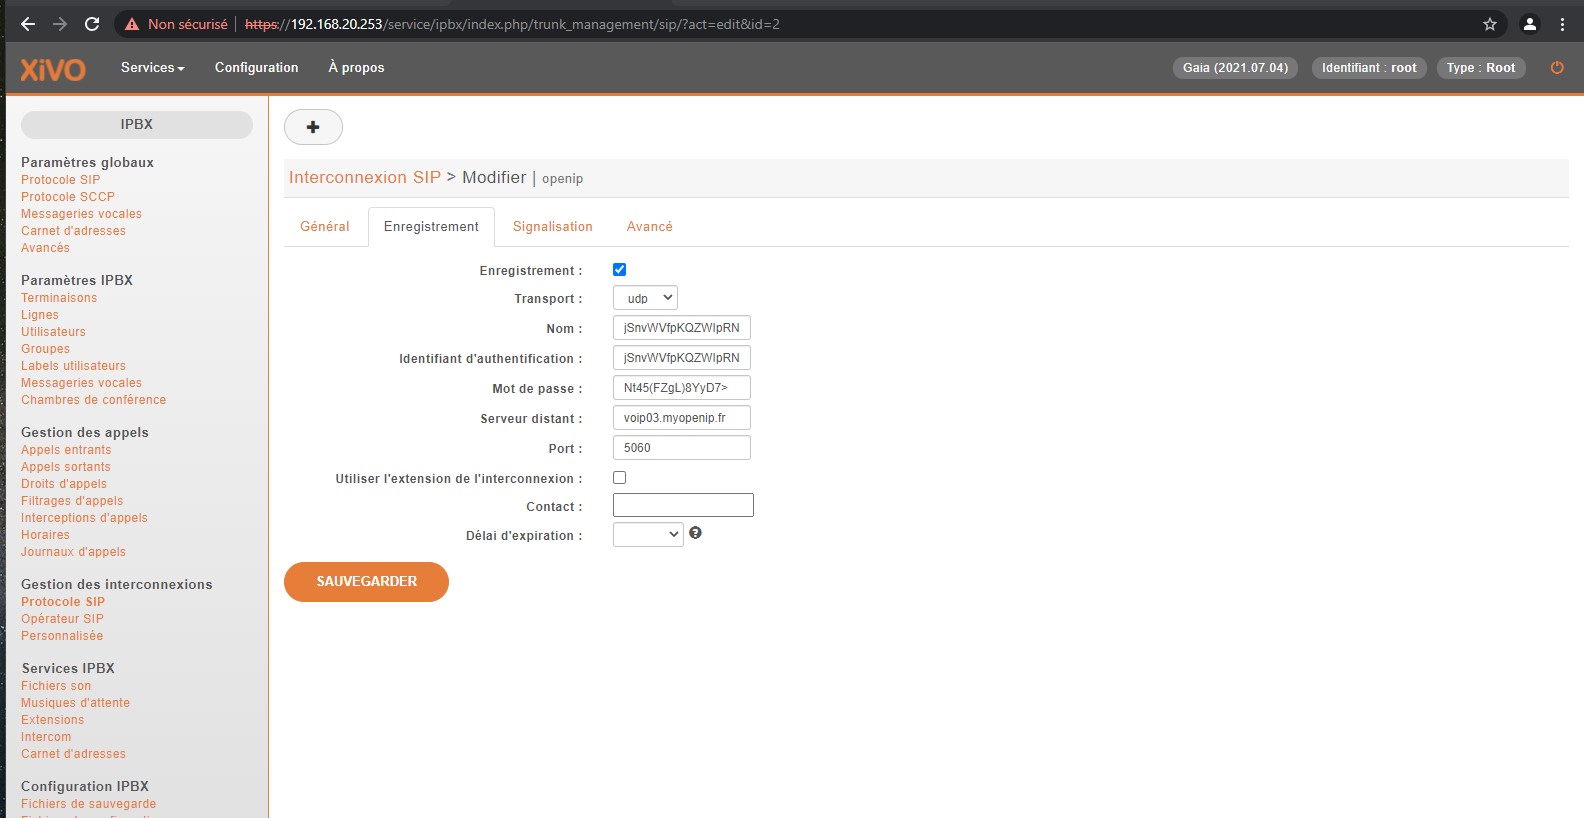 Non sécurisé https://192.168.20.253/service/ipbx/index.php/trunk_management/sip/?act=edit&id=2
XiVO Services Configuration À propos Gaia (2021.07.04) Identifiant : root Type : Root
IPBX
Paramètres globaux
Protocole SIP
Protocole SCCP
Messageries vocales
Carnet d'adresses
Avancés
Paramètres IPBX
Terminaisons
Lignes
Utilisateurs
Groupes
Labels utilisateurs
Messageries vocales
Chambres de conférence
Gestion des appels
Appels entrants
Appels sortants
Droits d'appels
Filtrages d'appels
Interceptions d'appels
Horaires
Journaux d'appels
Gestion des interconnexions
Protocole SIP
Opérateur SIP
Personnalisée
Services IPBX
Fichiers son
Musiques d'attente
Extensions
Intercom
Carnet d'adresses
Configuration IPBX
Fichiers de sauvegarde
Interconnexion SIP > Modifier | openip
Général Enregistrement Signalisation Avancé
Enregistrement :
Transport : udp
Nom : jSnvWVfpKQZWIpRN
Identifiant d'authentification : jSnvWVfpKQZWIpRN
Mot de passe : Nt45(FZgL)8YyD7>
Serveur distant : voip03.myopenip.fr
Port : 5060
Utiliser l'extension de l'interconnexion :
Contact :
Délai d'expiration :
SAUVEGARDER